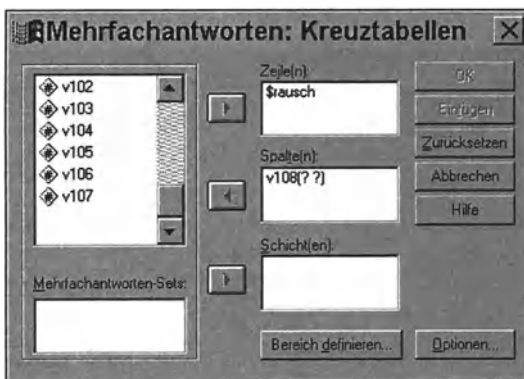 Mehrfachantworten: Kreuztabellen
v102
v103
v104
v105
v106
v107
Mehrfachantworten-Sets:
Zeile(n):
$rausch
Spalte(n):
v108(? ?)
Schicht(en):
Bereich definieren...
OK
Einfügen
Zurücksetzen
Abbrechen
Hilfe
Optionen...